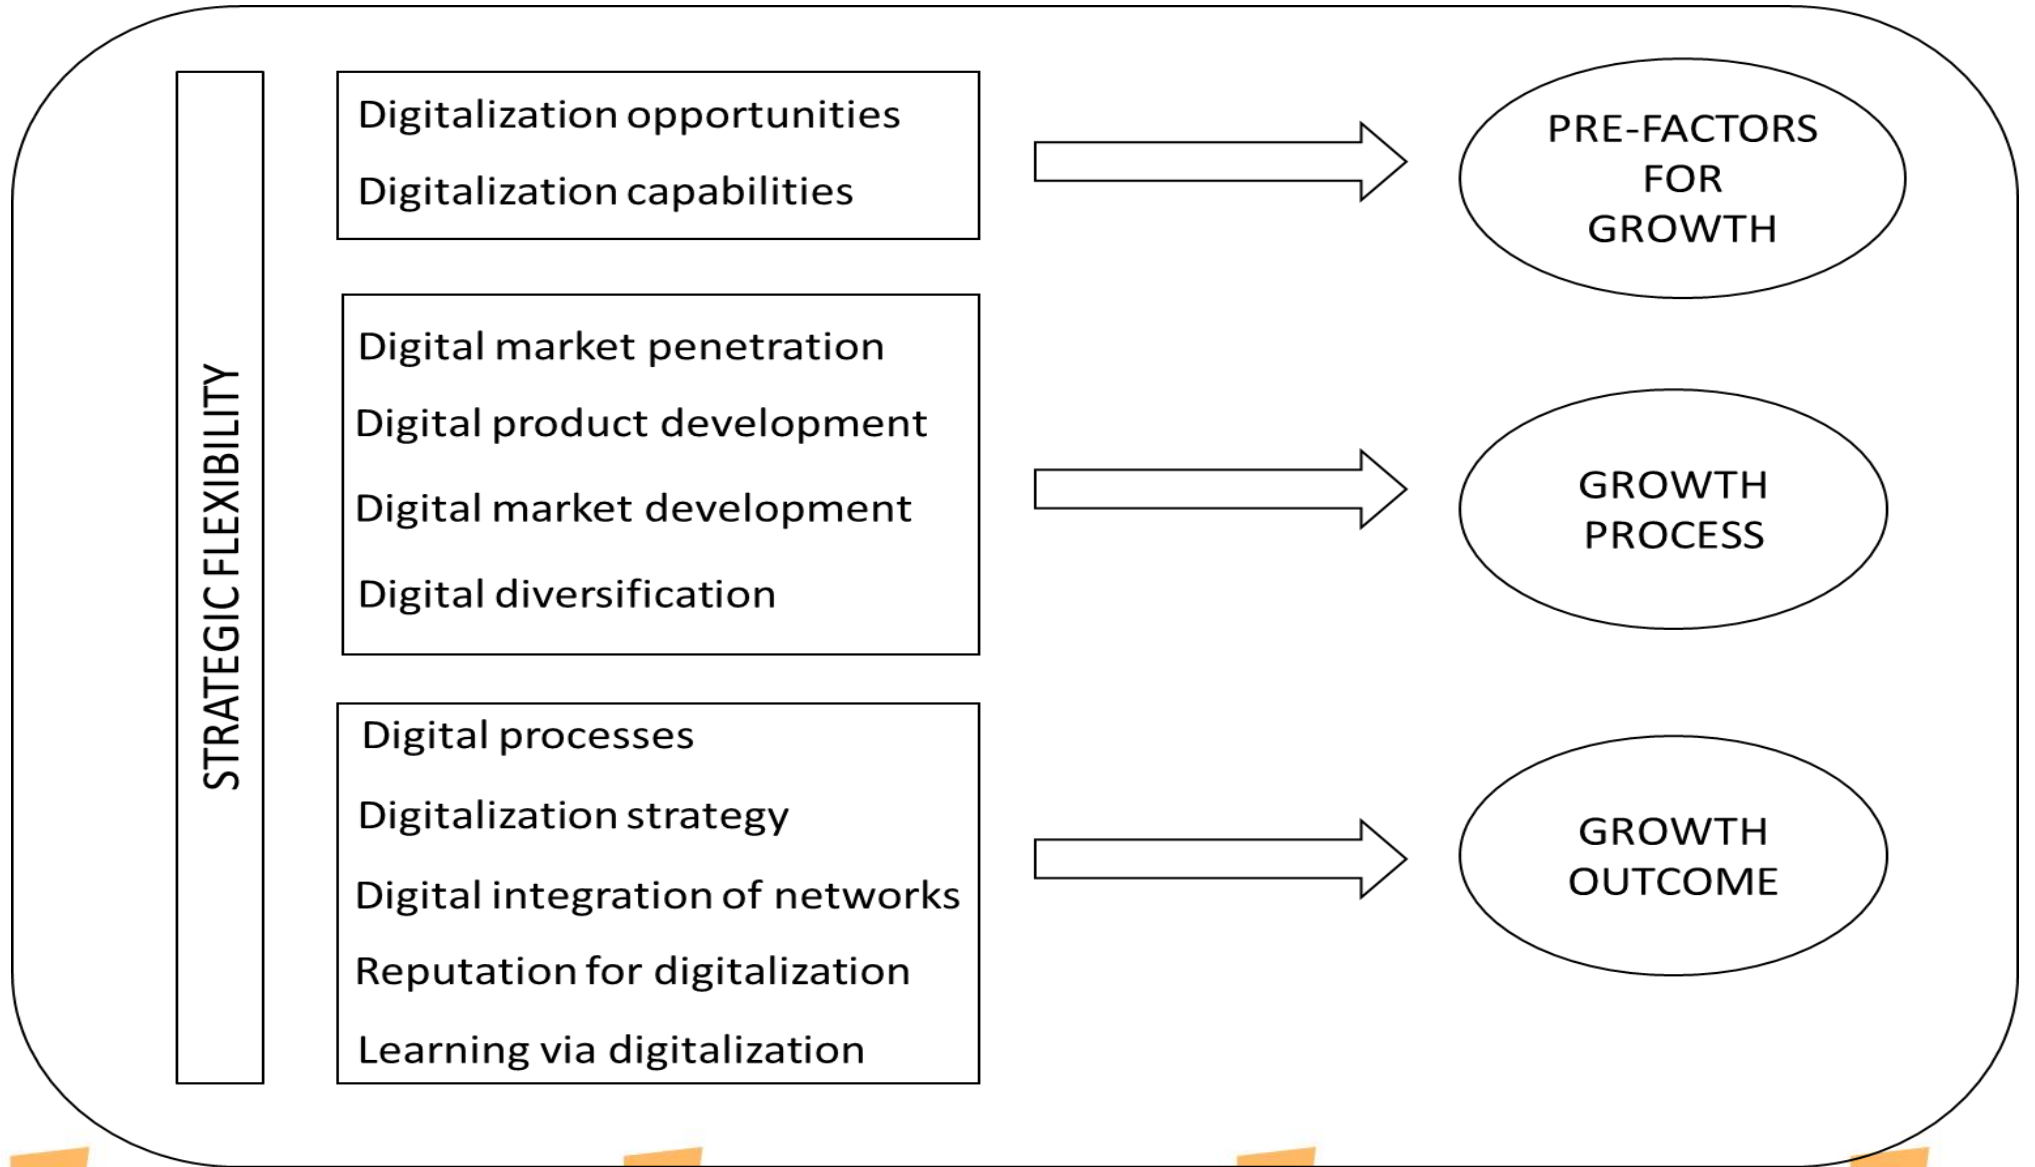 STRATEGIC FLEXIBILITY
Digitalization opportunities
Digitalization capabilities
PRE-FACTORS
FOR
GROWTH
Digital market penetration
Digital product development
Digital market development
Digital diversification
GROWTH
PROCESS
Digital processes
Digitalization strategy
Digital integration of networks
Reputation for digitalization
Learning via digitalization
GROWTH
OUTCOME